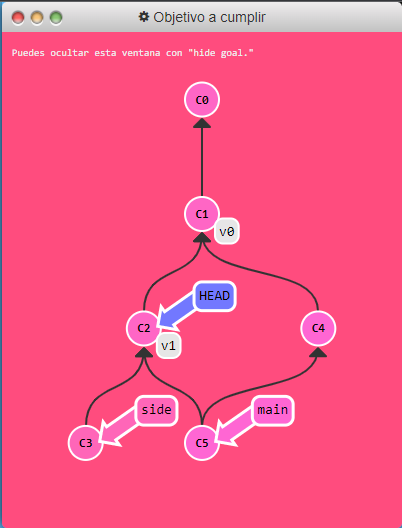 Objetivo a cumplir
Puedes ocultar esta ventana con "hide goal."
C0
C1
v0
HEAD
C2
C4
v1
side
main
C3
C5